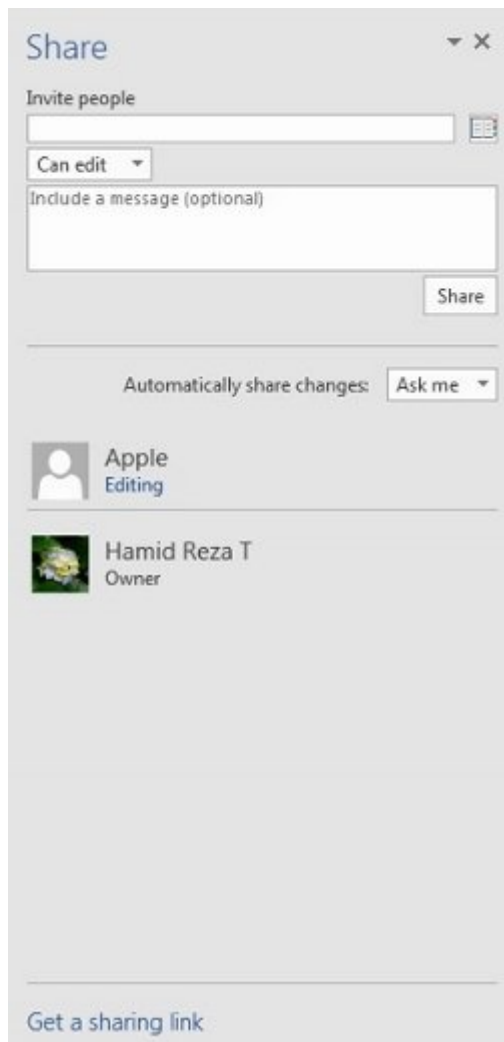 Share
Invite people
Can edit
Include a message (optional)
Share
Automatically share changes: Ask me
Apple
Editing
Hamid Reza T
Owner
Get a sharing link